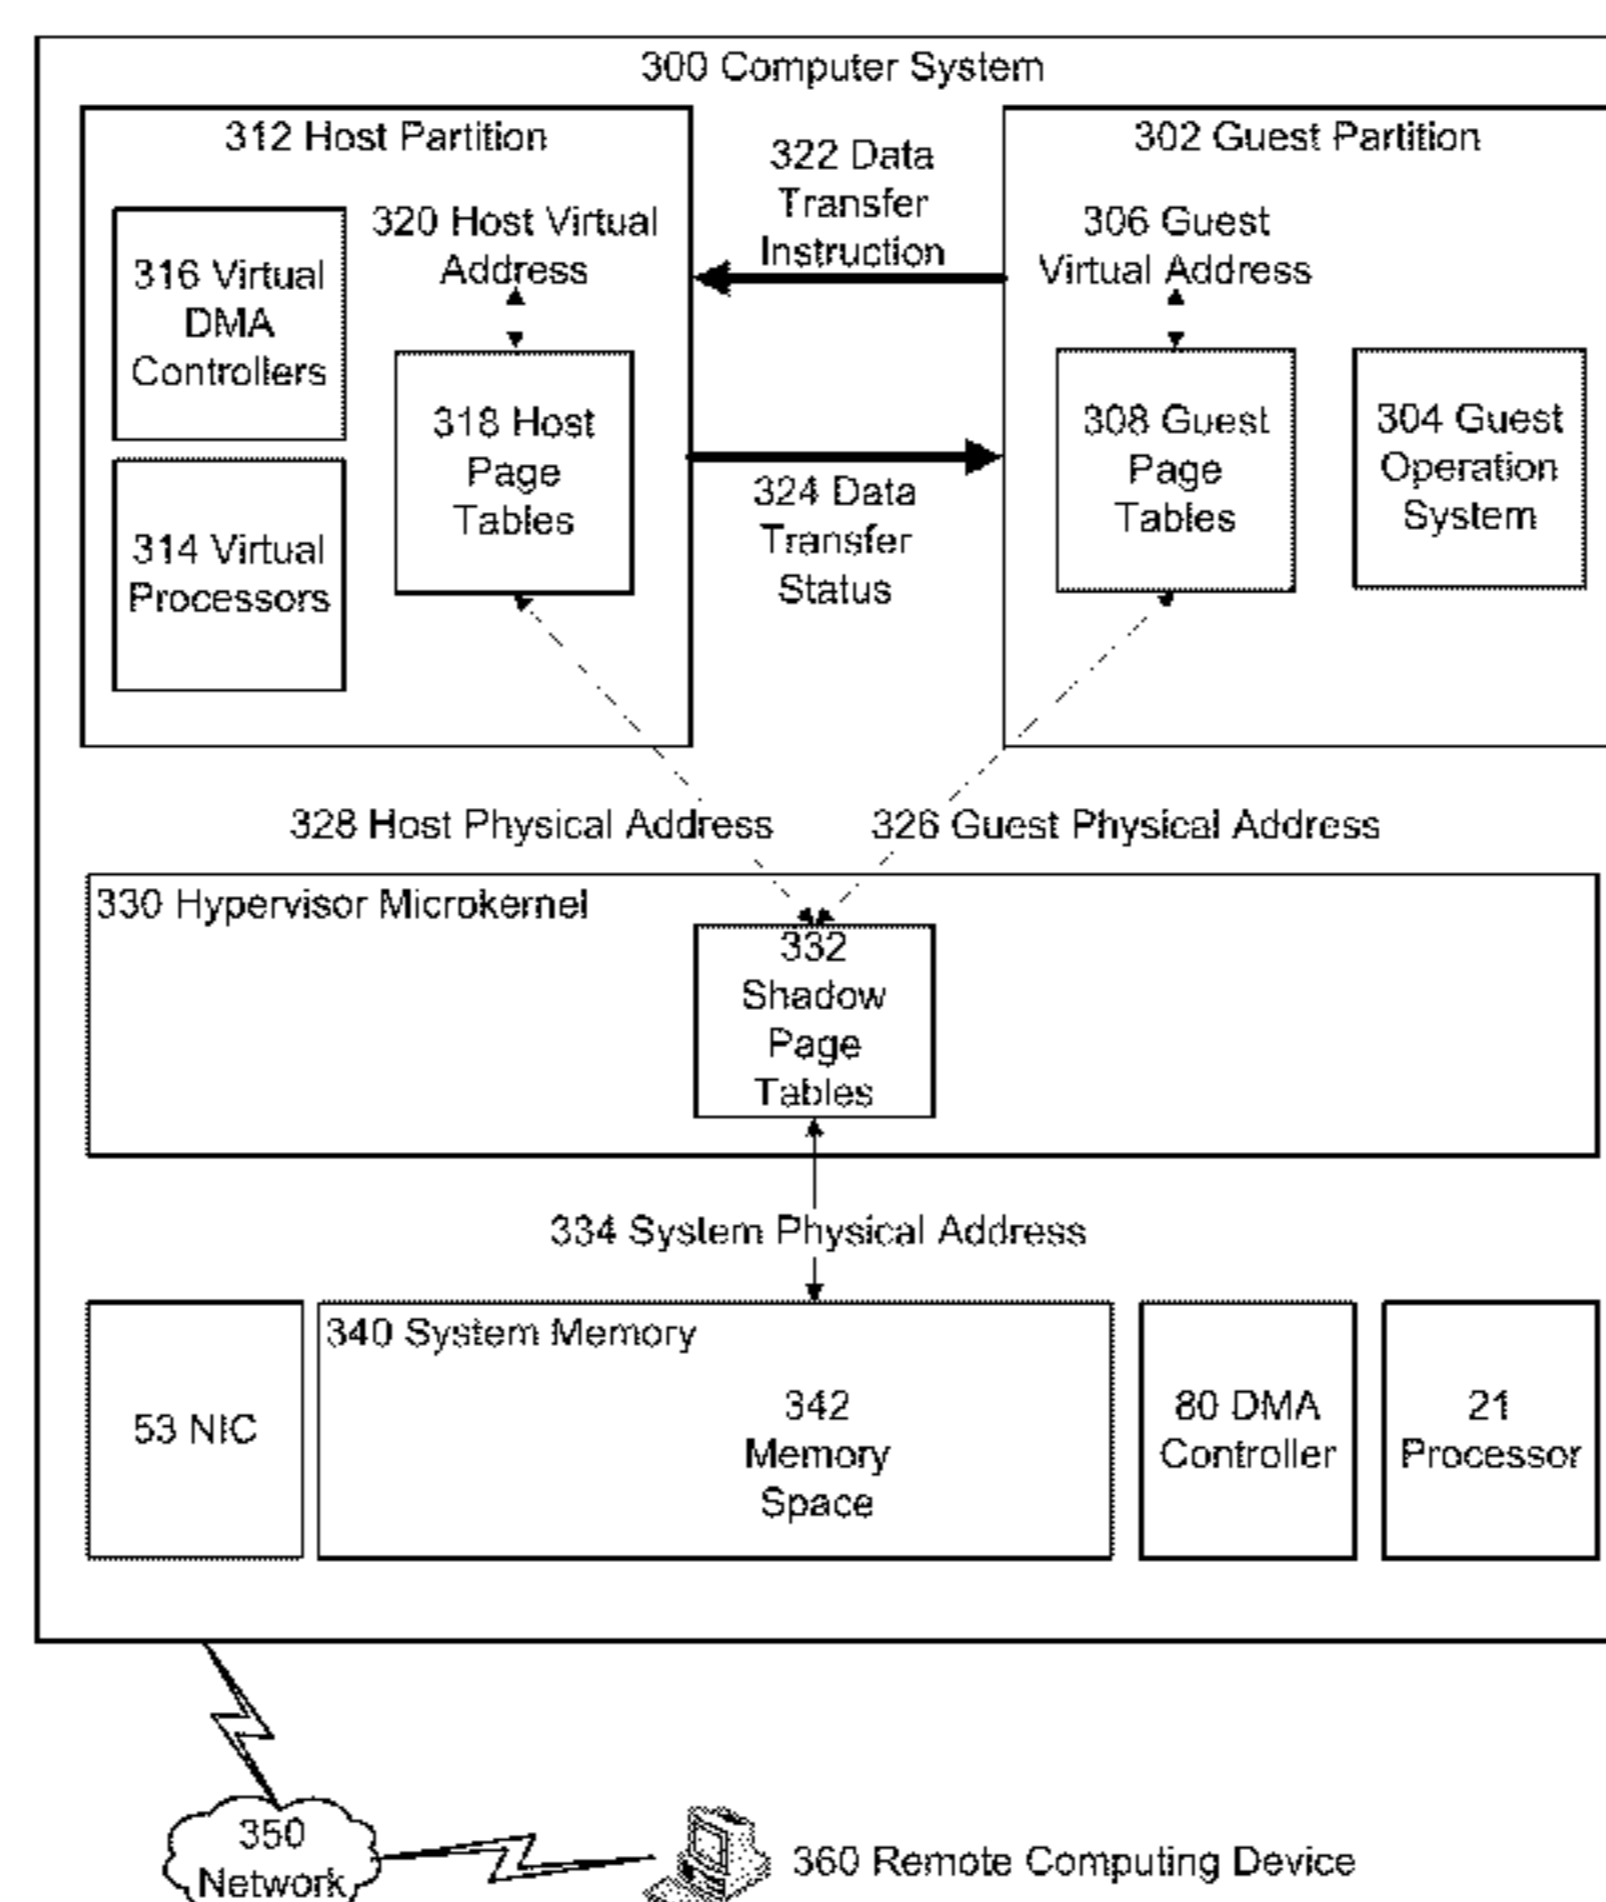 300 Computer System
312 Host Partition
302 Guest Partition
322 Data
Transfer
Instruction
316 Virtual
DMA
Controllers
320 Host Virtual
Address
306 Guest
Virtual Address
318 Host
Page
Tables
308 Guest
Page
Tables
304 Guest
Operation
System
324 Data
Transfer
Status
314 Virtual
Processors
328 Host Physical Address
326 Guest Physical Address
330 Hypervisor Microkernel
332
Shadow
Page
Tables
334 System Physical Address
53 NIC
340 System Memory
342
Memory
Space
80 DMA
Controller
21
Processor
350
Network
360 Remote Computing Device